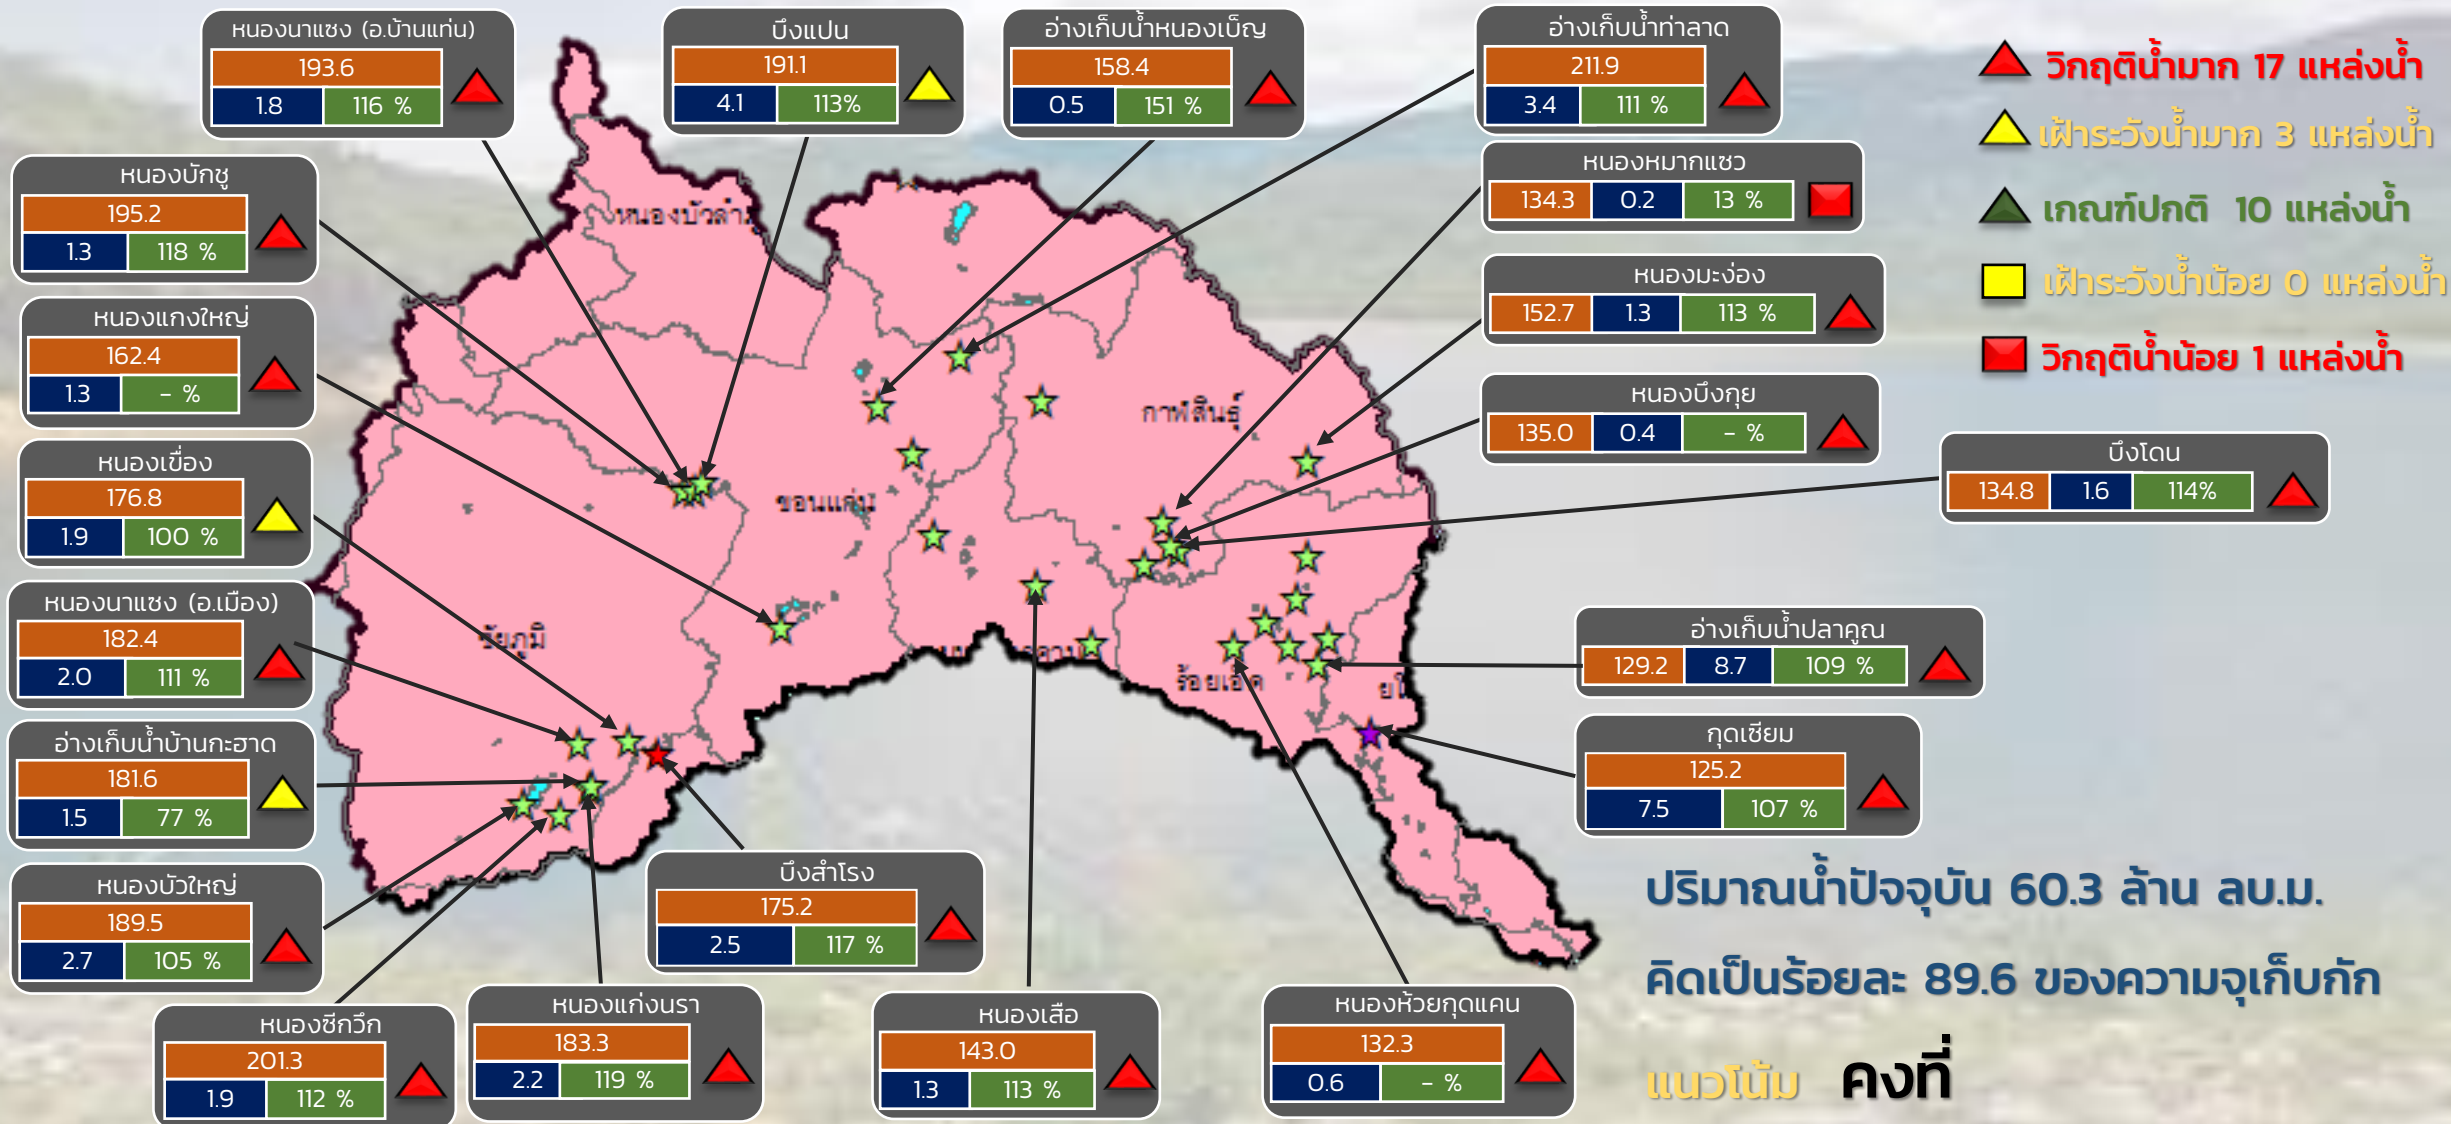 หนองนาแซง (อ.บ้านแท่น)
193.6
1.8 116 %
บึงแปน
191.1
4.1 113%
อ่างเก็บน้ำหนองเบ็ญ
158.4
0.5 151 %
อ่างเก็บน้ำท่าลาด
211.9
3.4 111 %
วิกฤติน้ำมาก 17 แหล่งน้ำ
เฝ้าระวังน้ำมาก 3 แหล่งน้ำ
เกณฑ์ปกติ 10 แหล่งน้ำ
เฝ้าระวังน้ำน้อย 0 แหล่งน้ำ
วิกฤติน้ำน้อย 1 แหล่งน้ำ
หนองบักชู
195.2
1.3 118 %
หนองหมากแซว
134.3 0.2 13 %
หนองมะง่อง
152.7 1.3 113 %
หนองแกงใหญ่
162.4
1.3 - %
หนองบึงกุย
135.0 0.4 - %
บึงโดน
134.8 1.6 114%
หนองเขื่อง
176.8
1.9 100 %
หนองนาแซง (อ.เมือง)
182.4
2.0 111 %
อ่างเก็บน้ำปลาคูณ
129.2 8.7 109 %
อ่างเก็บน้ำบ้านกะฮาด
181.6
1.5 77 %
กุดเซียม
125.2
7.5 107 %
หนองบัวใหญ่
189.5
2.7 105 %
บึงสำโรง
175.2
2.5 117 %
หนองซีกวึก
201.3
1.9 112 %
หนองแก่งนรา
183.3
2.2 119 %
หนองเสือ
143.0
1.3 113 %
หนองห้วยกุดแคน
132.3
0.6 - %
หนองบัวลำภู
กาฬสินธุ์
ขอนแก่น
ชัยภูมิ
ร้อยเอ็ด
ปริมาณน้ำปัจจุบัน 60.3 ล้าน ลบ.ม.
คิดเป็นร้อยละ 89.6 ของความจุเก็บกัก
แนวโน้ม คงที่